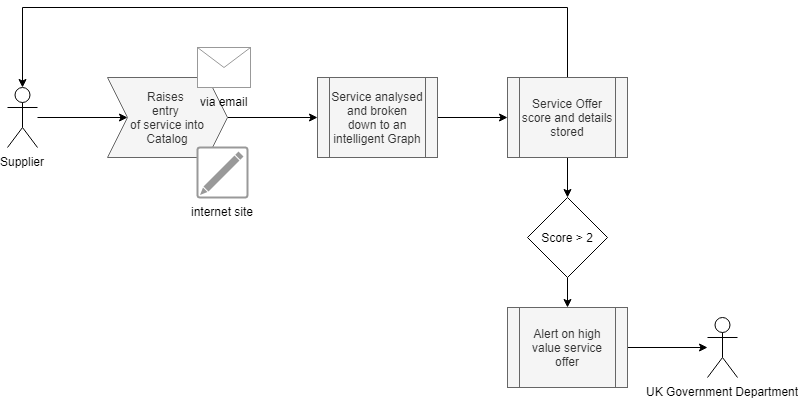 Raises
entry
of service into
Catalog
via email
internet site
Supplier
Service analysed
and broken
down to an
intelligent Graph
Service Offer
score and details
stored
Score > 2
Alert on high
value service
offer
UK Government Department